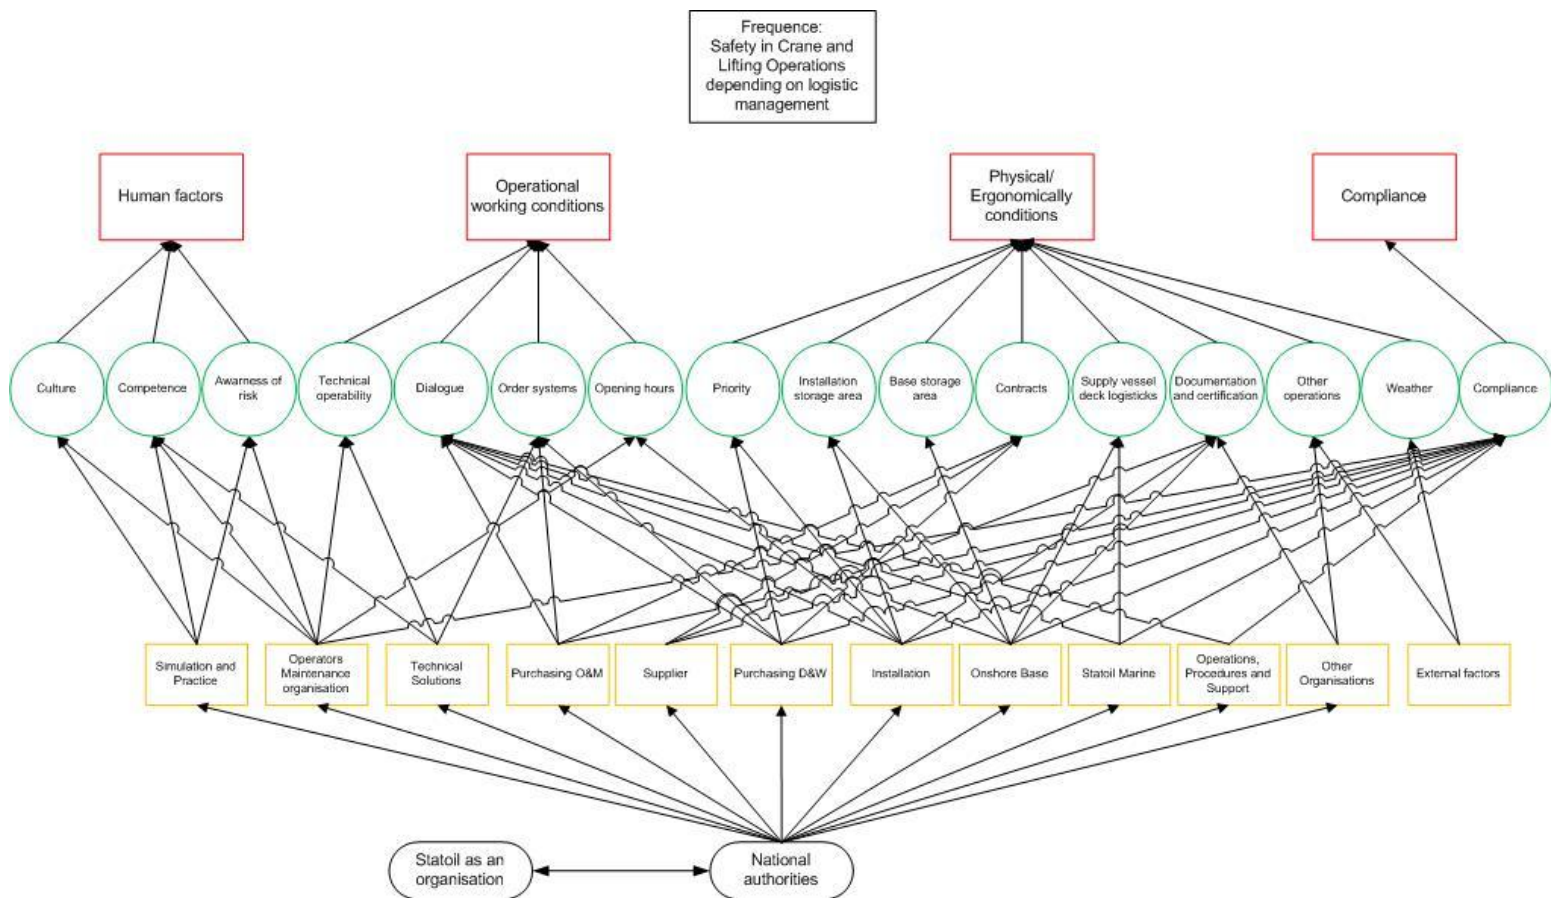 Frequence:
Safety in Crane and
Lifting Operations
depending on logistic
management
Human factors
Operational
working conditions
Physical/
Ergonomically
conditions
Compliance
Culture
Competence
Awarness of
risk
Technical
operability
Dialogue
Order systems
Opening hours
Priority
Installation
storage area
Base storage
area
Contracts
Supply vessel
deck logisticks
Documentation
and certification
Other
operations
Weather
Compliance
Simulation and
Practice
Operators
Maintenance
organisation
Technical
Solutions
Purchasing O&M
Supplier
Purchasing D&W
Installation
Onshore Base
Statoil Marine
Operations,
Procedures and
Support
Other
Organisations
External factors
Statoil as an
organisation
National
authorities